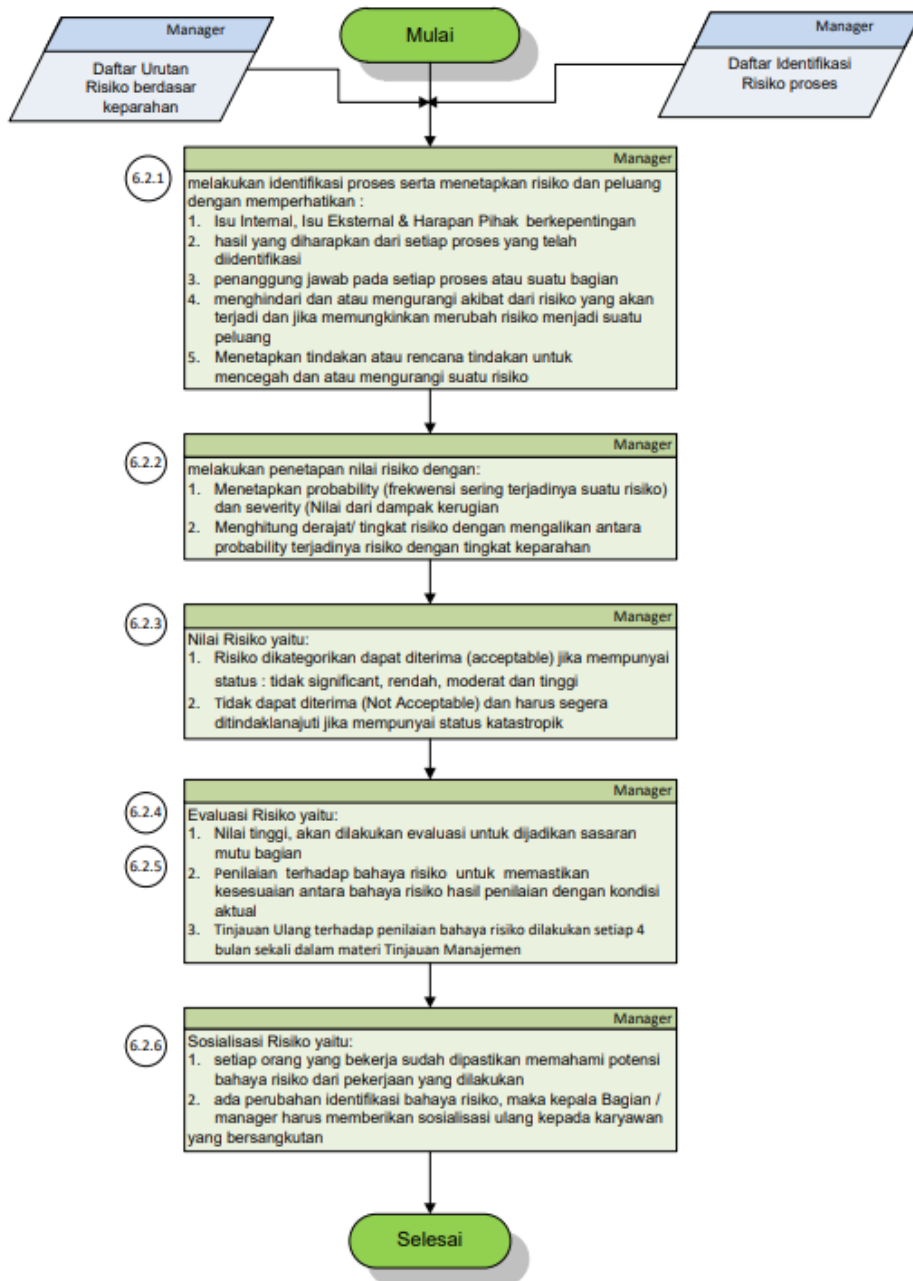 Manager
Daftar Urutan
Risiko berdasar
keparahan
Mulai
Manager
Daftar Identifikasi
Risiko proses
6.2.1
Manager
melakukan identifikasi proses serta menetapkan risiko dan peluang
dengan memperhatikan :
1. Isu Internal, Isu Eksternal & Harapan Pihak berkepentingan
2. hasil yang diharapkan dari setiap proses yang telah
diidentifikasi
3. penanggung jawab pada setiap proses atau suatu bagian
4. menghindari dan atau mengurangi akibat dari risiko yang akan
terjadi dan jika memungkinkan merubah risiko menjadi suatu
peluang
5. Menetapkan tindakan atau rencana tindakan untuk
mencegah dan atau mengurangi suatu risiko
6.2.2
Manager
melakukan penetapan nilai risiko dengan:
1. Menetapkan probability (frekwensi sering terjadinya suatu risiko)
dan severity (Nilai dari dampak kerugian
2. Menghitung derajat/ tingkat risiko dengan mengalikan antara
probability terjadinya risiko dengan tingkat keparahan
6.2.3
Manager
Nilai Risiko yaitu:
1. Risiko dikategorikan dapat diterima (acceptable) jika mempunyai
status : tidak significant, rendah, moderat dan tinggi
2. Tidak dapat diterima (Not Acceptable) dan harus segera
ditindaklanajuti jika mempunyai status katastropik
6.2.4
6.2.5
Manager
Evaluasi Risiko yaitu:
1. Nilai tinggi, akan dilakukan evaluasi untuk dijadikan sasaran
mutu bagian
2. Penilaian terhadap bahaya risiko untuk memastikan
kesesuaian antara bahaya risiko hasil penilaian dengan kondisi
aktual
3. Tinjauan Ulang terhadap penilaian bahaya risiko dilakukan setiap 4
bulan sekali dalam materi Tinjauan Manajemen
6.2.6
Manager
Sosialisasi Risiko yaitu:
1. setiap orang yang bekerja sudah dipastikan memahami potensi
bahaya risiko dari pekerjaan yang dilakukan
2. ada perubahan identifikasi bahaya risiko, maka kepala Bagian /
manager harus memberikan sosialisasi ulang kepada karyawan
yang bersangkutan
Selesai